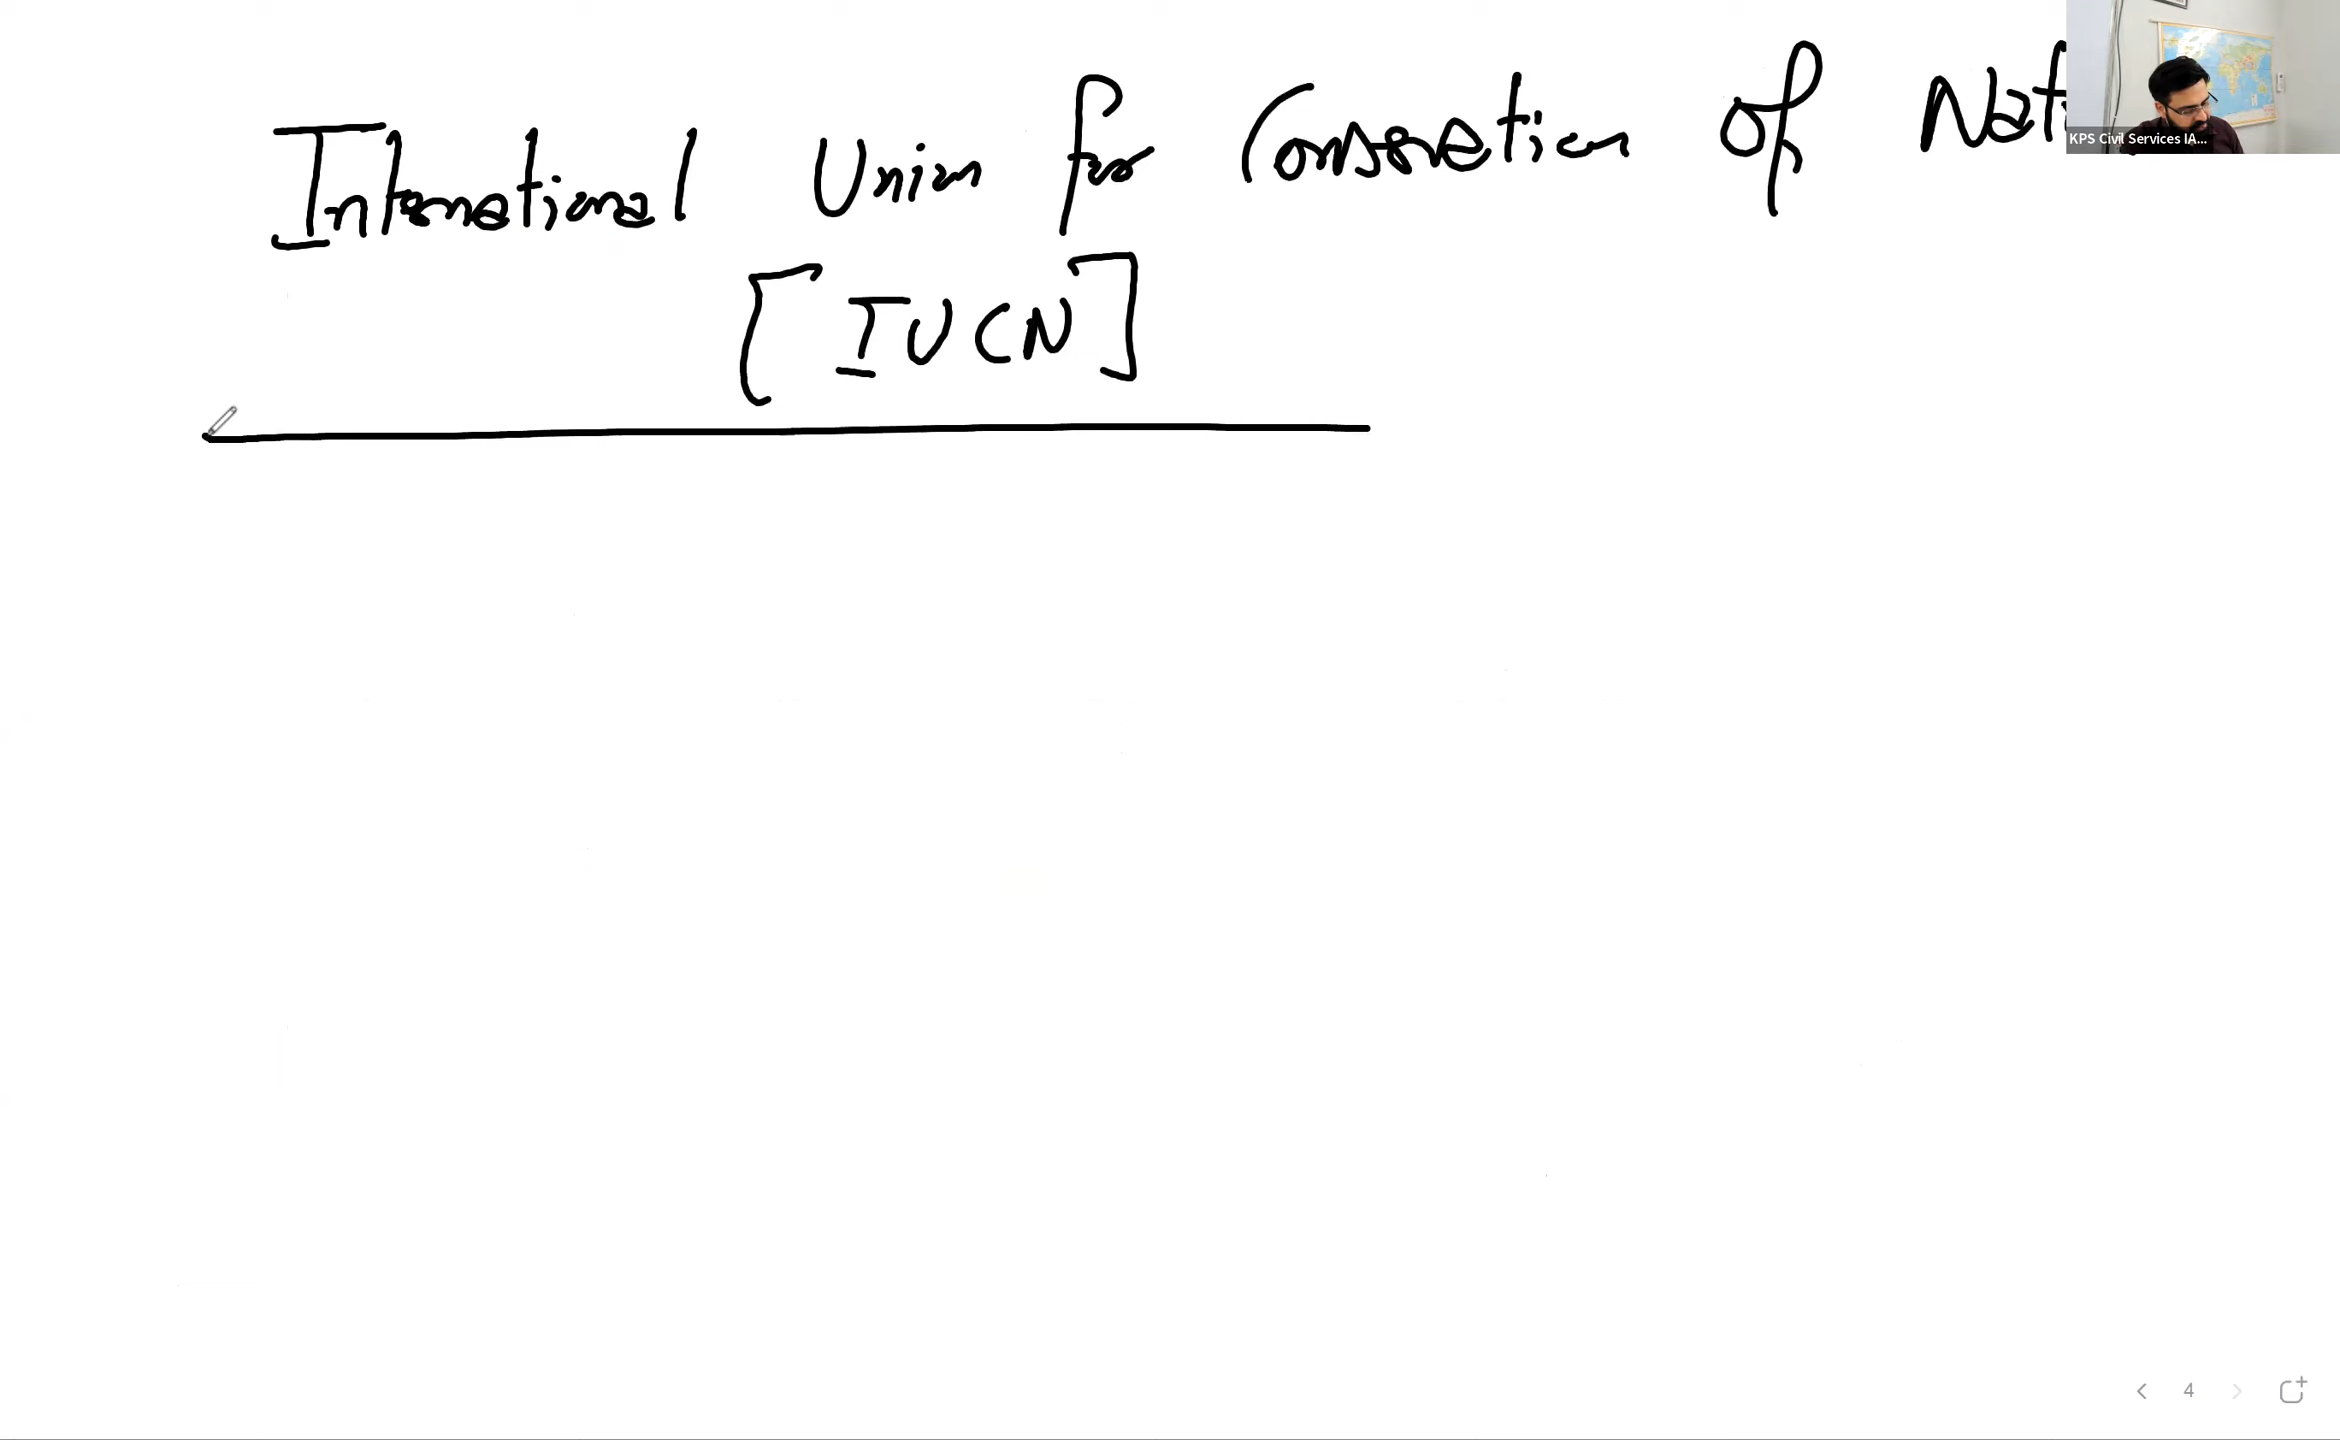 International Union for Conservation of Nat
[IUCN]
KPS Civil Services IA...
4